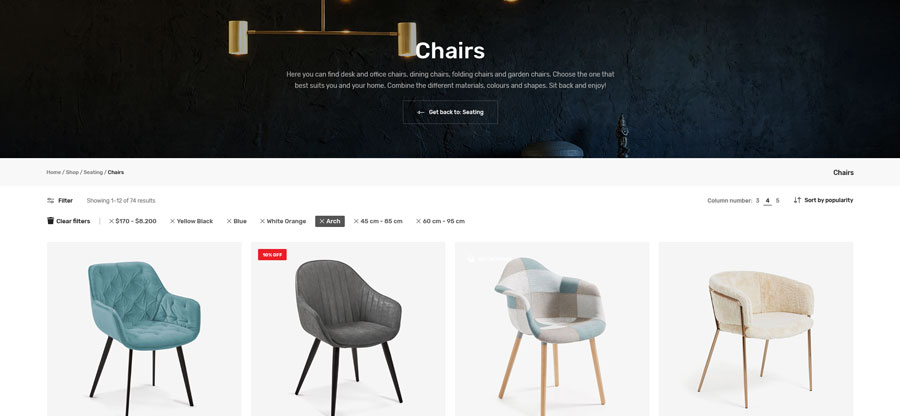 Chairs
Here you can find desk and office chairs, dining chairs, folding chairs and garden chairs. Choose the one that
best suits you and your home. Combine the different materials, colours and shapes. Sit back and enjoy!
Get back to: Seating
Home / Shop / Seating / Chairs
Chairs
Filter
Showing 1–12 of 74 results
Column number: 3 4 5
Sort by popularity
Clear filters
$170 - $8.200
Yellow Black
Blue
White Orange
Arch
45 cm - 85 cm
60 cm - 95 cm
10% OFF